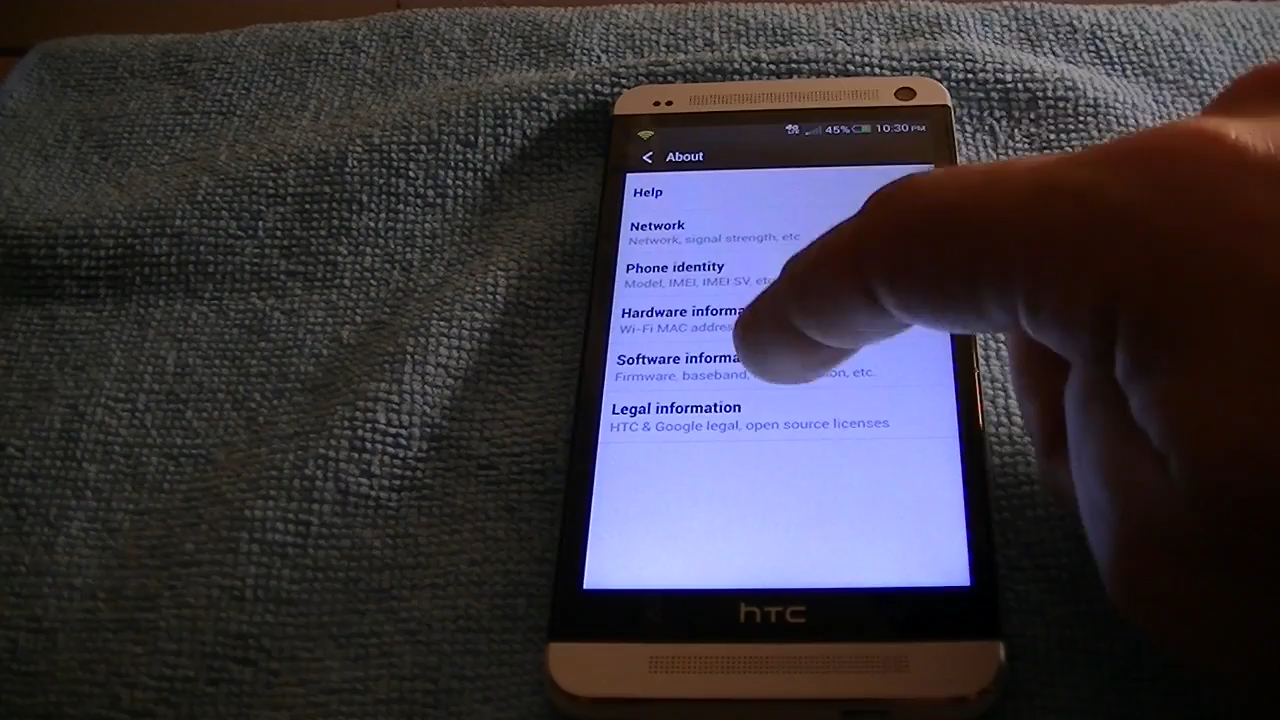 45% 10:30 PM
About
Help
Network
Network, signal strength, etc
Phone identity
Model, IMEI, IMEI SV, etc
Hardware informa
Wi-Fi MAC addres
Software informa
Firmware, baseband, on, etc.
Legal information
HTC & Google legal, open source licenses
hTC